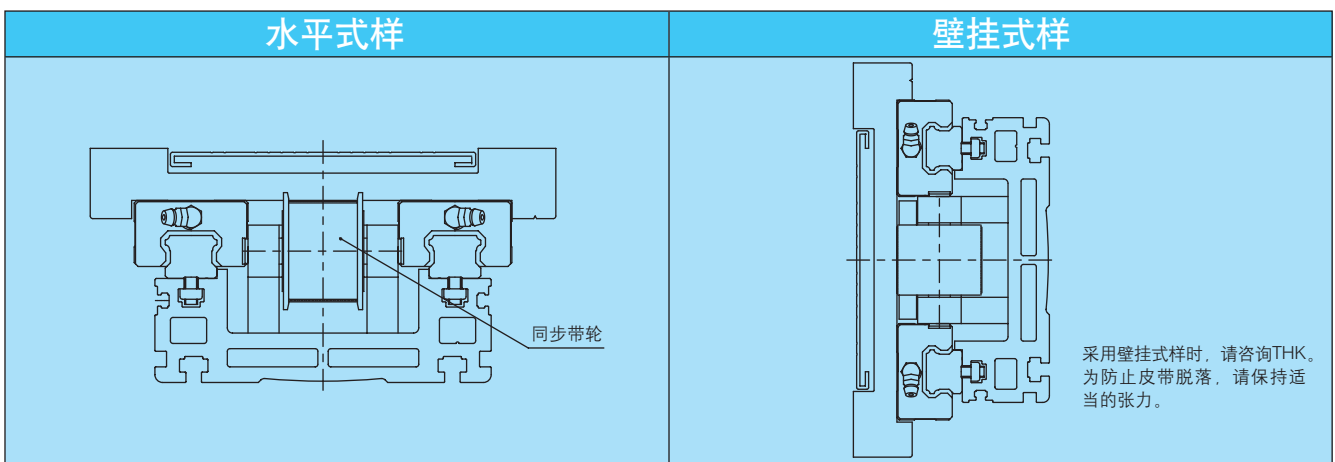 水平式样
壁挂式样
同步带轮
采用壁挂式样时，请咨询THK。
为防止皮带脱落，请保持适
当的张力。